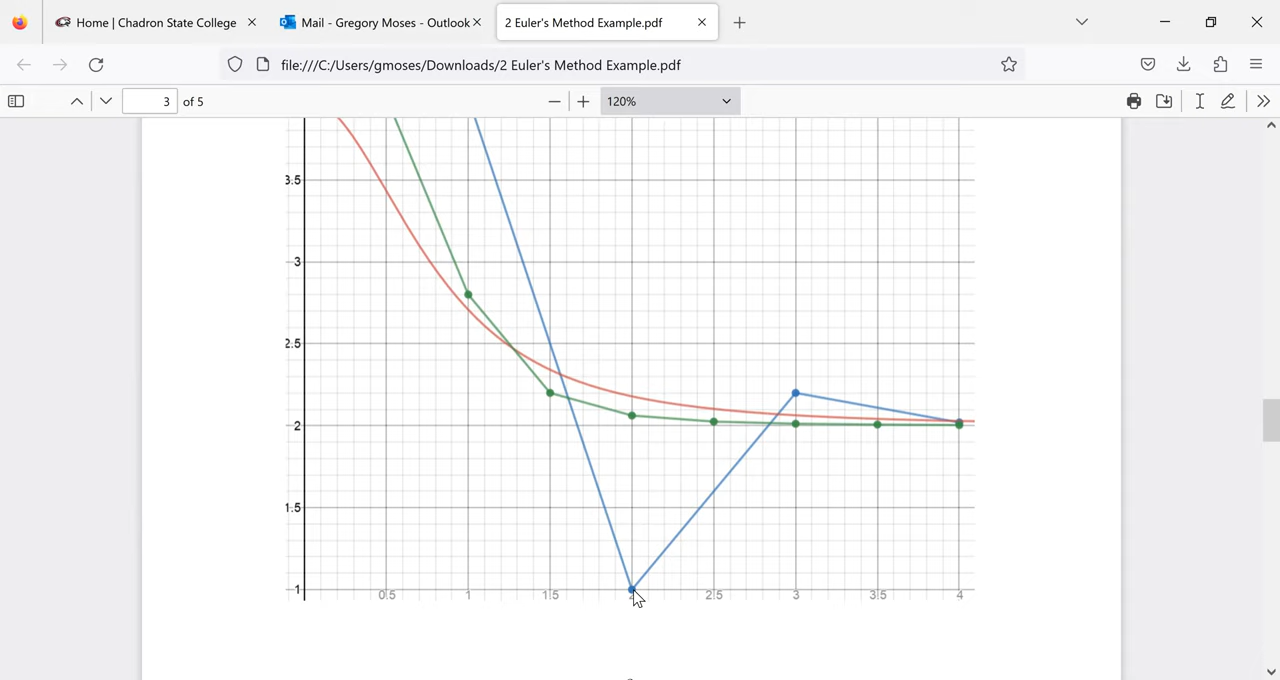 Home | Chadron State College
Mail - Gregory Moses - Outlook
2 Euler's Method Example.pdf
file:///C:/Users/gmoses/Downloads/2 Euler's Method Example.pdf
3 of 5
120%
3.5
3
2.5
2
1.5
1
0.5 1 1.5 2 2.5 3 3.5 4